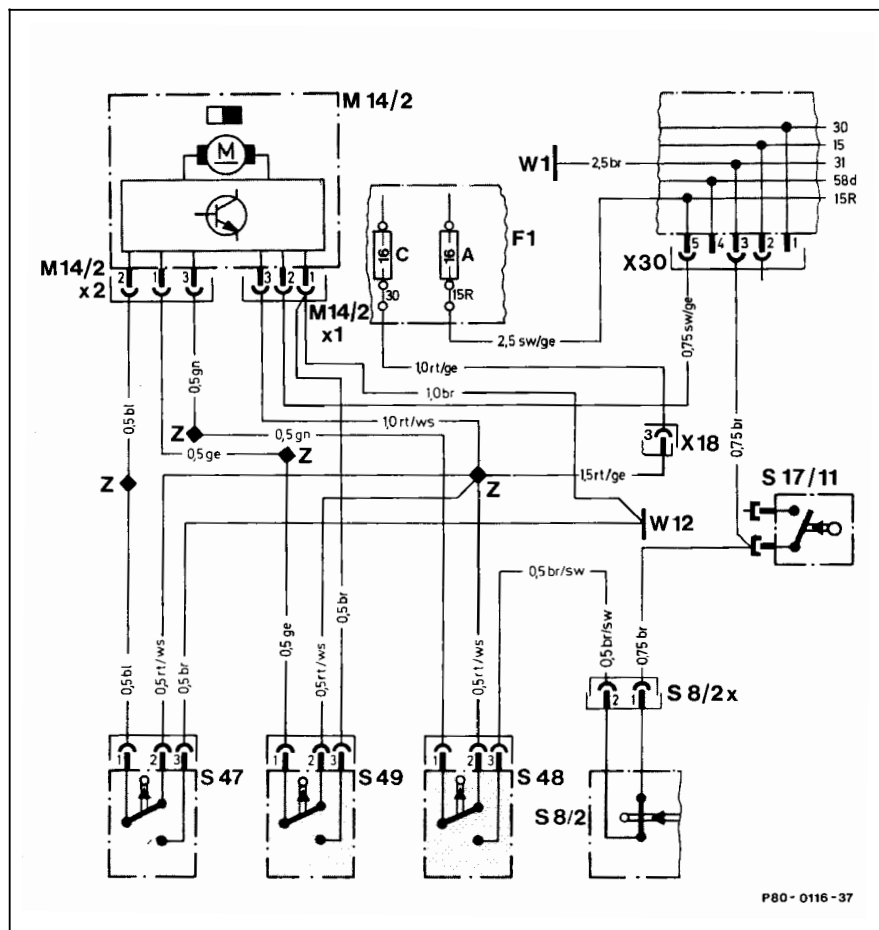 M 14/2
M
M14/2
x2
2
1
3
3
2
1
M14/2
x1
16
C
30
16
A
15R
F1
W1
2,5 br
30
15
31
58d
15R
5
4
3
2
1
X30
2,5 sw/ge
0,75 sw/ge
1,0 rt/ge
1,0 br
1,0 rt/ws
0,5 bl
0,5 gn
Z
0,5 gn
0,5 ge
Z
Z
Z
1,5 rt/ge
3
X18
0,75 br
S 17/11
W12
0,5 br/sw
0,5 bl
0,5 rt/ws
0,5 br
0,5 ge
0,5 rt/ws
0,5 br
0,5 rt/ws
0,5 br/sw
0,75 br
2
1
S 8/2x
1
2
3
S 47
1
2
3
S 49
1
2
3
S 48
S 8/2
P80-0116-37